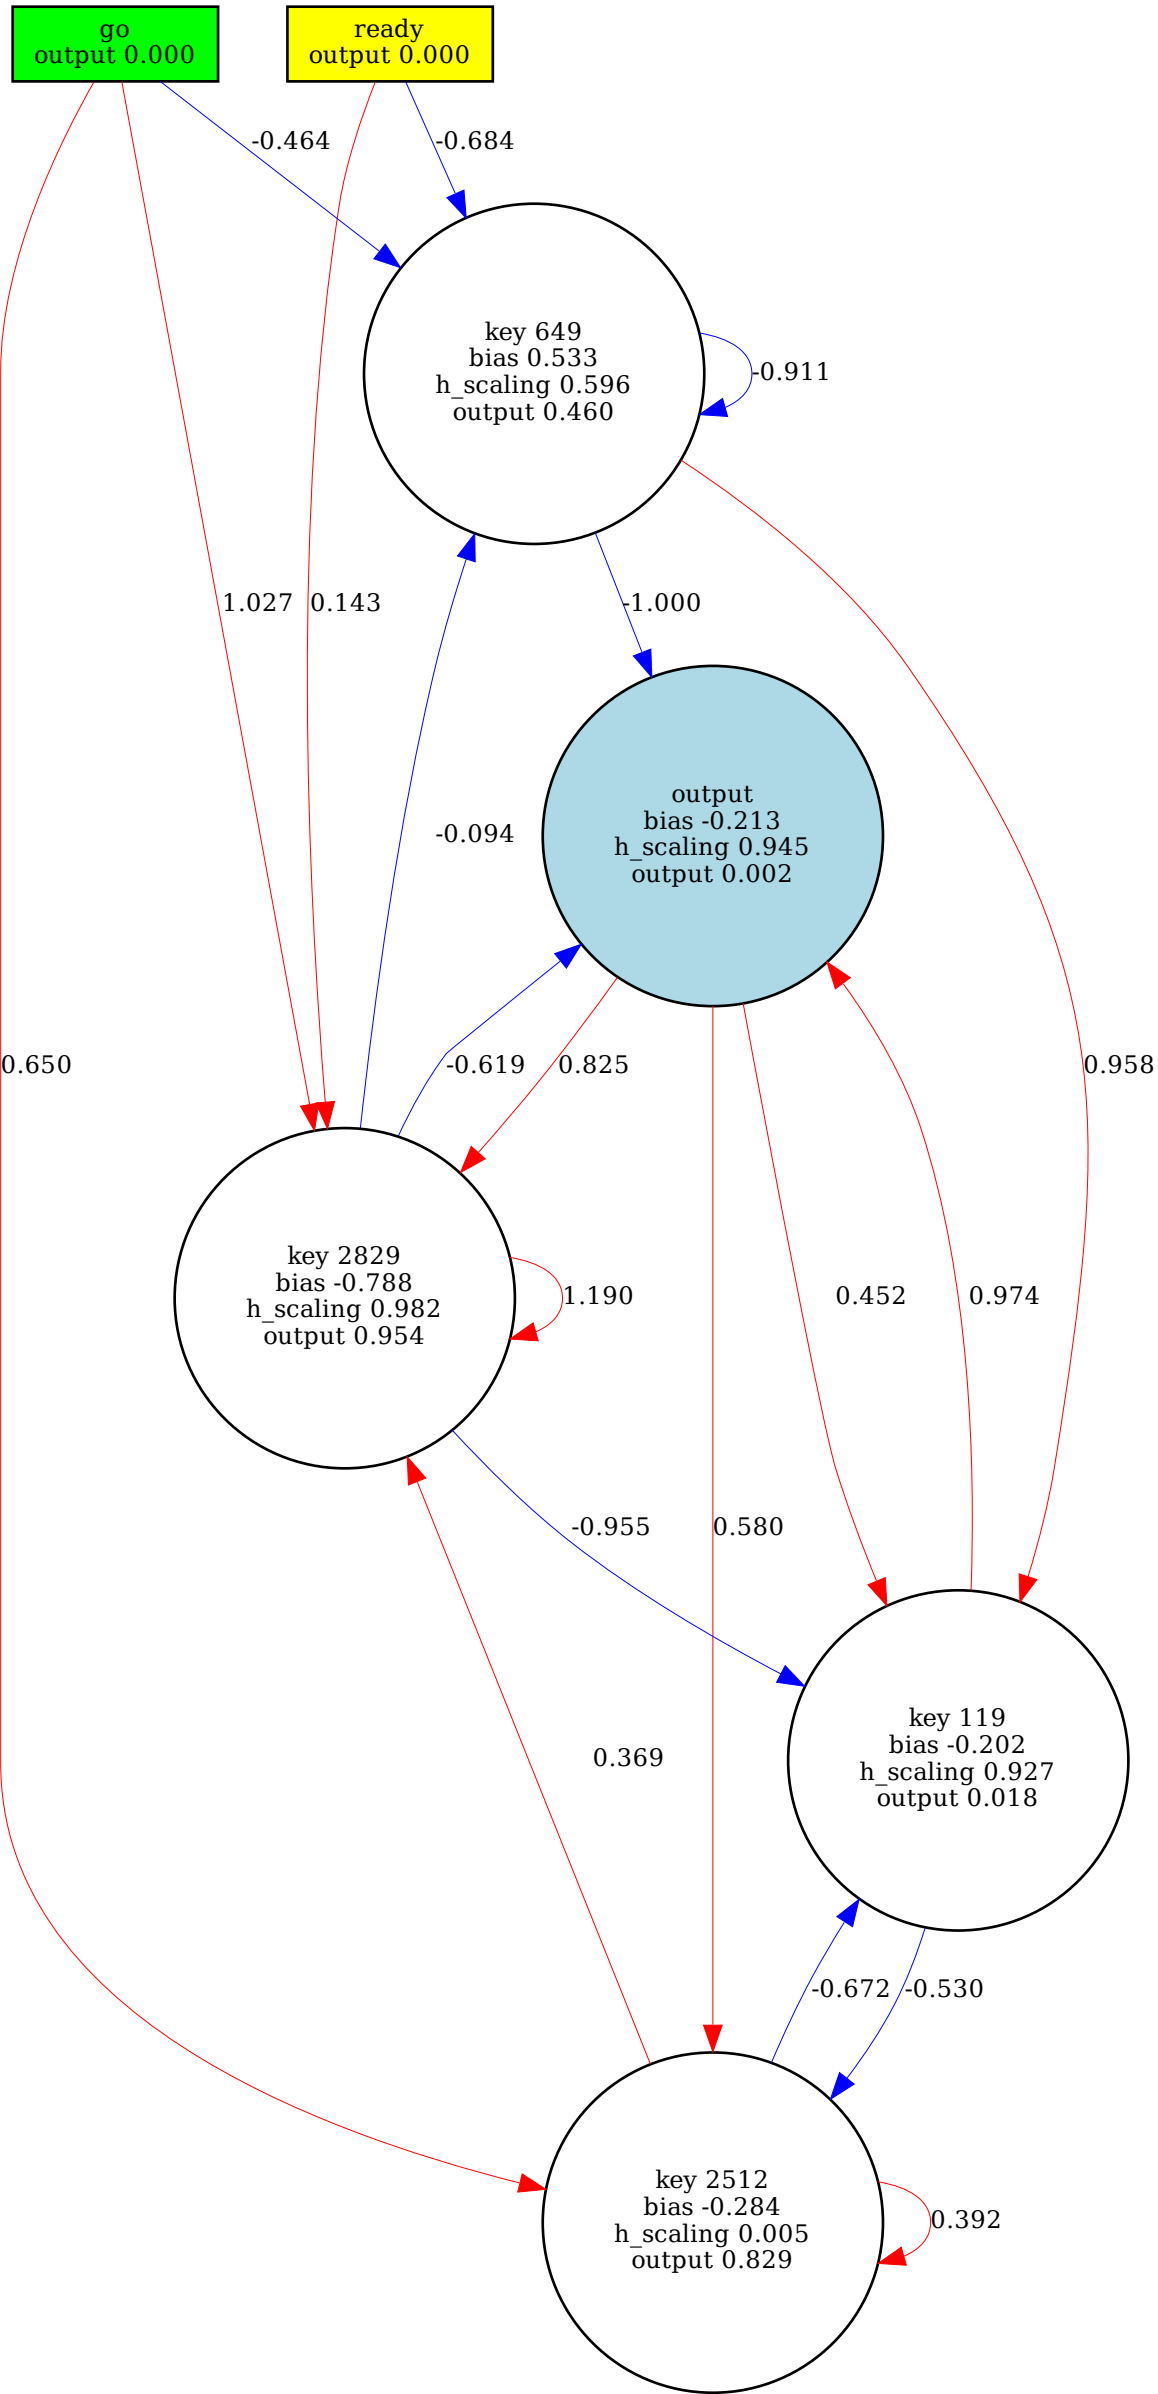 go
output 0.000
ready
output 0.000
-0.464
-0.684
key 649
bias 0.533
h_scaling 0.596
output 0.460
-0.911
1.027
0.143
-1.000
output
bias -0.213
h_scaling 0.945
output 0.002
-0.094
0.650
-0.619
0.825
0.958
key 2829
bias -0.788
h_scaling 0.982
output 0.954
1.190
0.452
0.974
-0.955
0.580
key 119
bias -0.202
h_scaling 0.927
output 0.018
0.369
-0.672
-0.530
key 2512
bias -0.284
h_scaling 0.005
output 0.829
0.392